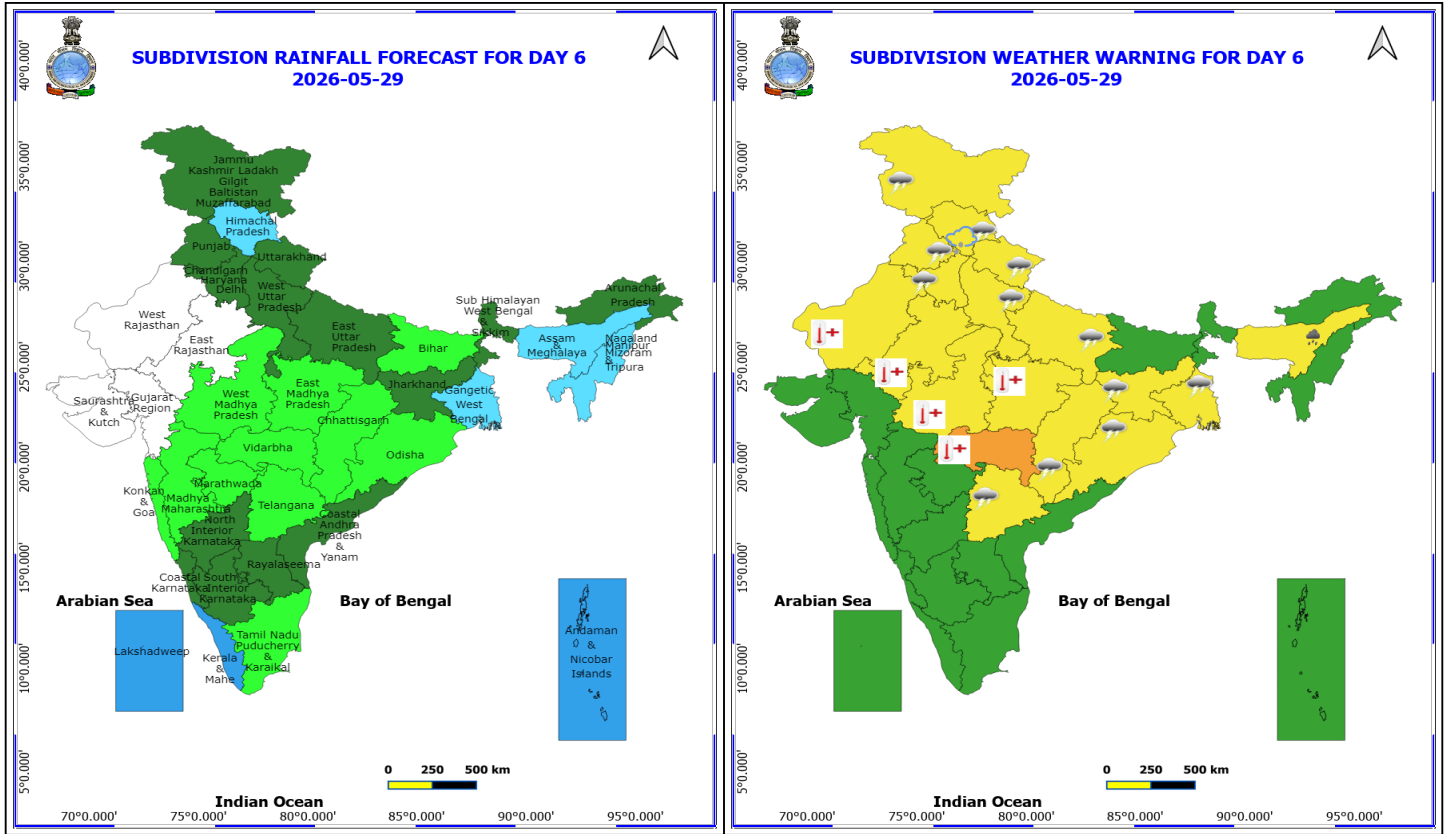 SUBDIVISION RAINFALL FORECAST FOR DAY 6
2026-05-29
40°0.000'
35°0.000'
30°0.000'
25°0.000'
20°0.000'
15°0.000'
10°0.000'
5°0.000'
Jammu
Kashmir Ladakh
Gilgit
Baltistan
Muzaffarabad
Himachal
Pradesh
Punjab
Uttarakhand
Chandigarh
Haryana
Delhi
West
Uttar
Pradesh
West
Rajasthan
East
Rajasthan
East
Uttar
Pradesh
Bihar
Sub Himalayan
West Bengal
&
Sikkim
Arunachal
Pradesh
Assam
&
Meghalaya
Nagaland
Manipur
Mizoram
&
Tripura
Saurashtra
&
Kutch
Gujarat
Region
West
Madhya
Pradesh
East
Madhya
Pradesh
Jharkhand
Gangetic
West
Bengal
Chhattisgarh
Vidarbha
Odisha
Konkan
&
Goa
Madhya
Maharashtra
Marathwada
Telangana
North
Interior
Karnataka
Coastal
Andhra
Pradesh
&
Yanam
Rayalaseema
Coastal
Karnataka
South
Interior
Karnataka
Arabian Sea
Bay of Bengal
Lakshadweep
Kerala
&
Mahe
Tamil Nadu
Puducherry
&
Karaikal
Andaman
&
Nicobar
Islands
0 250 500 km
Indian Ocean
70°0.000' 75°0.000' 80°0.000' 85°0.000' 90°0.000' 95°0.000'
SUBDIVISION WEATHER WARNING FOR DAY 6
2026-05-29
40°0.000'
35°0.000'
30°0.000'
25°0.000'
20°0.000'
15°0.000'
10°0.000'
5°0.000'
Arabian Sea
Bay of Bengal
0 250 500 km
Indian Ocean
70°0.000' 75°0.000' 80°0.000' 85°0.000' 90°0.000' 95°0.000'